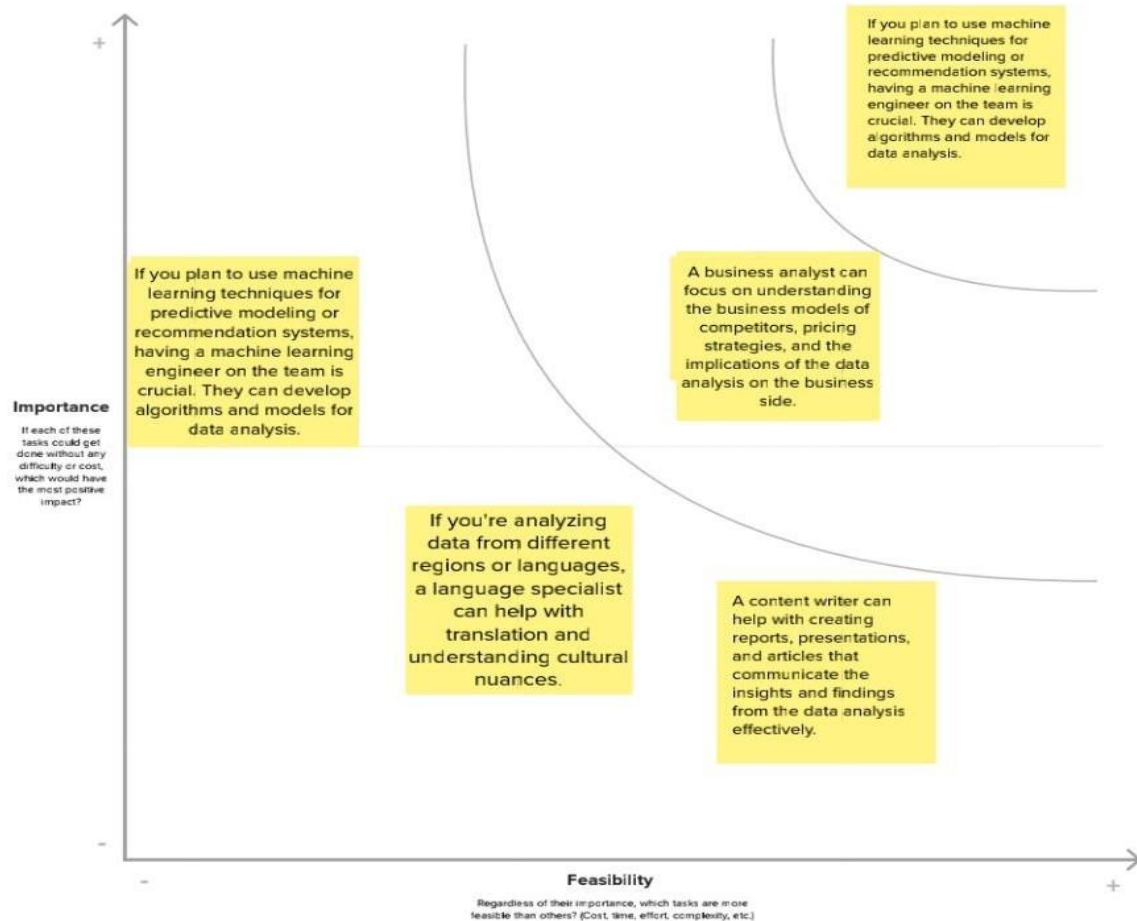 +
If you plan to use machine
learning techniques for
predictive modeling or
recommendation systems,
having a machine learning
engineer on the team is
crucial. They can develop
algorithms and models for
data analysis.
If you plan to use machine
learning techniques for
predictive modeling or
recommendation systems,
having a machine learning
engineer on the team is
crucial. They can develop
algorithms and models for
data analysis.
A business analyst can
focus on understanding
the business models of
competitors, pricing
strategies, and the
implications of the data
analysis on the business
side.
Importance
If each of these
tasks could get
done without any
difficulty or cost,
which would have
the most positive
impact?
If you're analyzing
data from different
regions or languages,
a language specialist
can help with
translation and
understanding cultural
nuances.
A content writer can
help with creating
reports, presentations,
and articles that
communicate the
insights and findings
from the data analysis
effectively.
-
-
Feasibility
+
Regardless of their importance, which tasks are more
feasible than others? (Cost, time, effort, complexity, etc.)